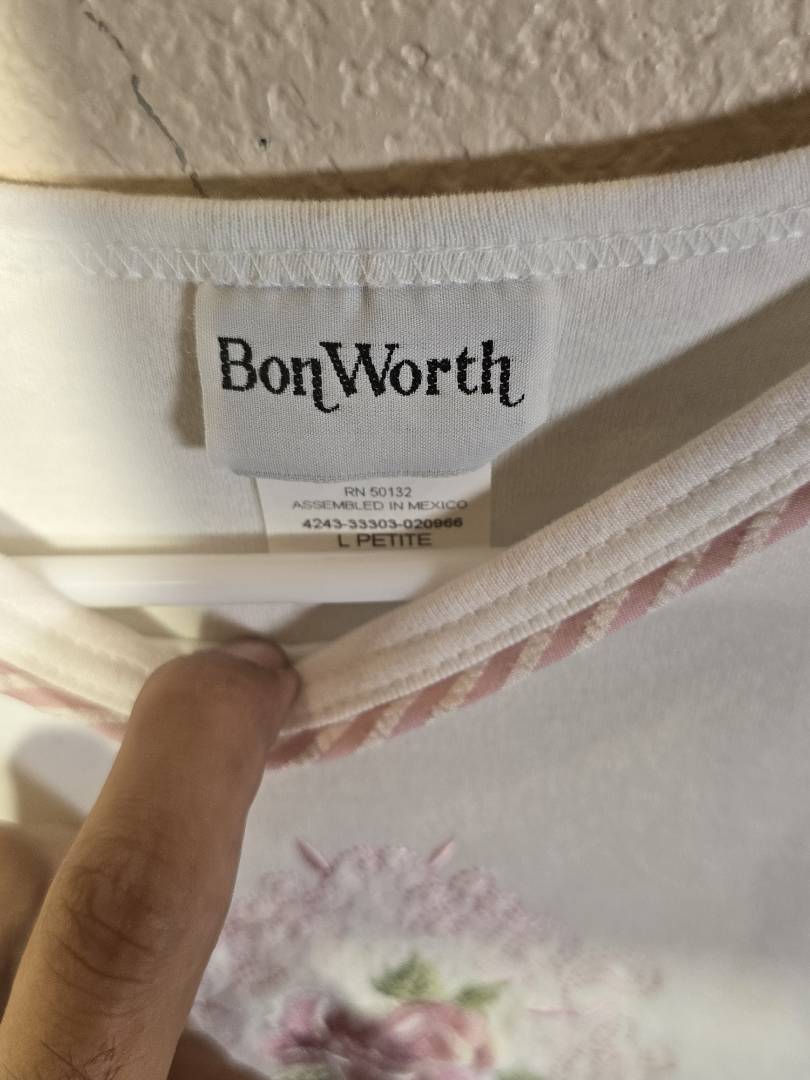 BonWorth
RN 50132
ASSEMBLED IN MEXICO
4243-33303-020966
L PETITE